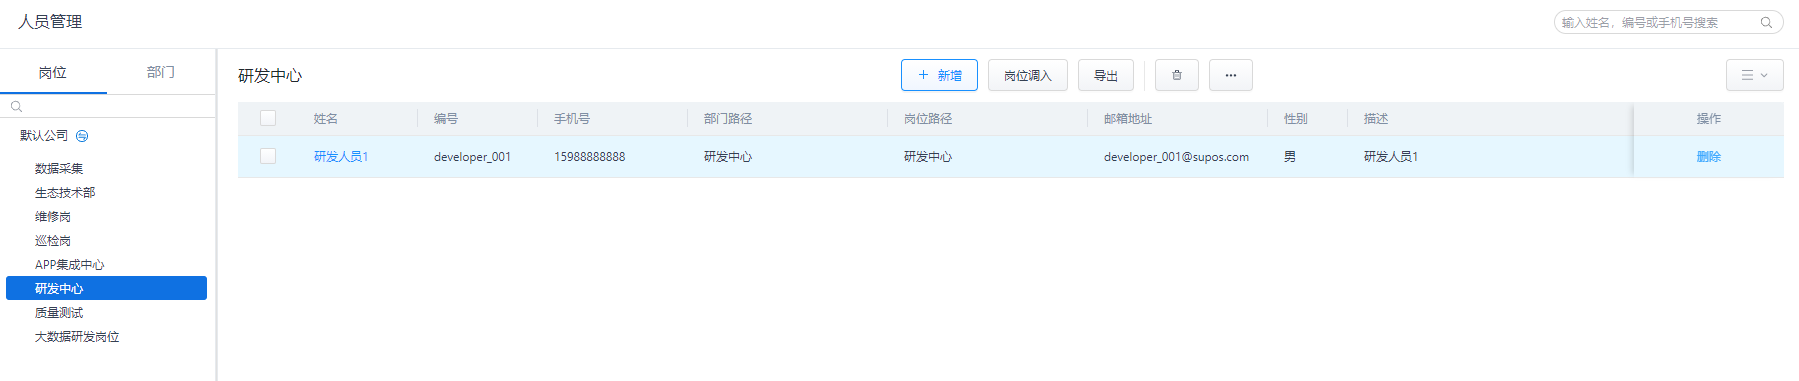 人员管理
输入姓名，编号或手机号搜索
岗位 部门
默认公司
数据采集
生态技术部
维修岗
巡检岗
APP集成中心
研发中心
质量测试
大数据研发岗位
研发中心
+ 新增 岗位调入 导出 ···
姓名 编号 手机号 部门路径 岗位路径 邮箱地址 性别 描述 操作
研发人员1 developer_001 15988888888 研发中心 研发中心 developer_001@supos.com 男 研发人员1 删除